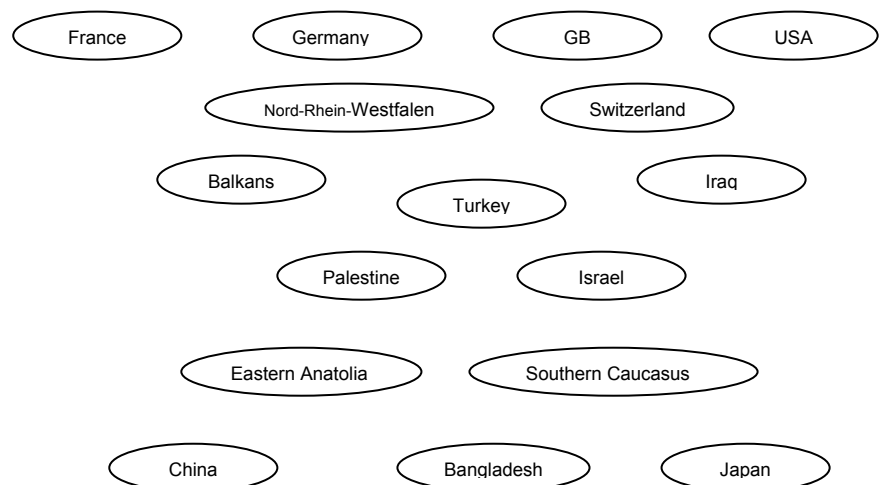 France Germany GB USA
Nord-Rhein-Westfalen Switzerland
Balkans Iraq
Turkey
Palestine Israel
Eastern Anatolia Southern Caucasus
China Bangladesh Japan